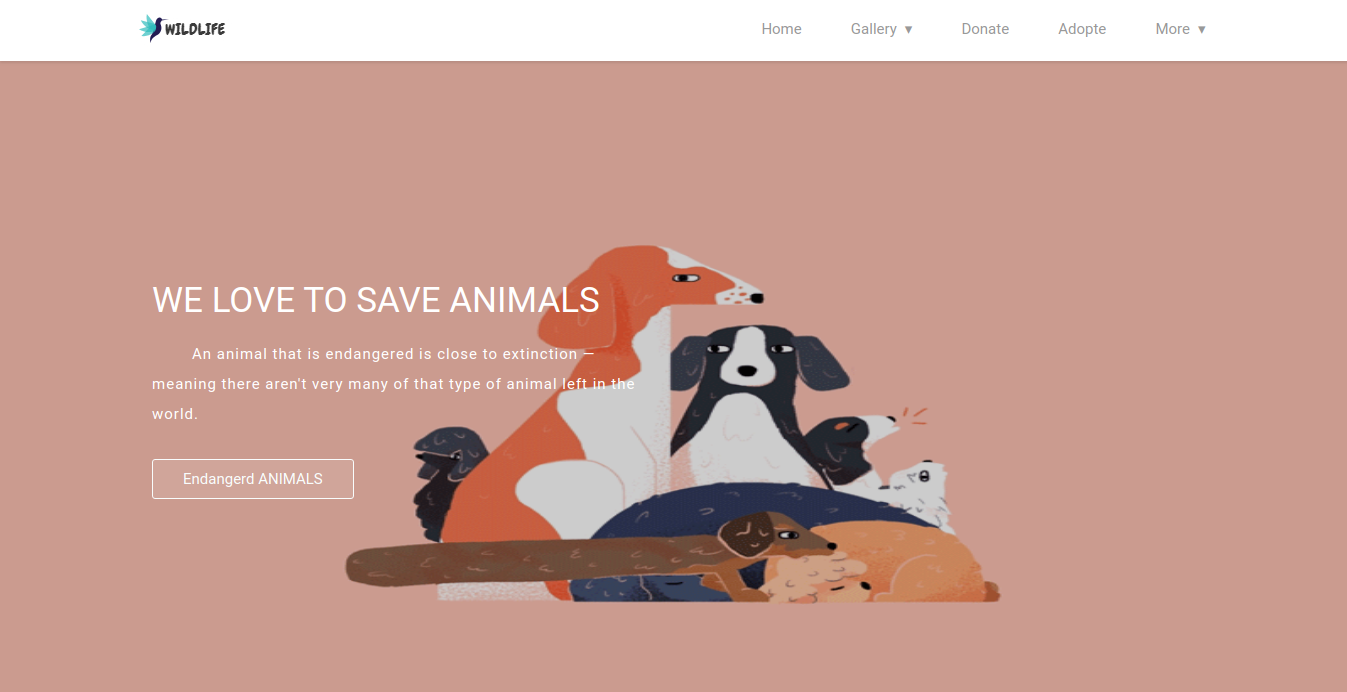 WILDLIFE
Home Gallery ▾ Donate Adopte More ▾
WE LOVE TO SAVE ANIMALS
An animal that is endangered is close to extinction —
meaning there aren't very many of that type of animal left in the
world.
Endangerd ANIMALS